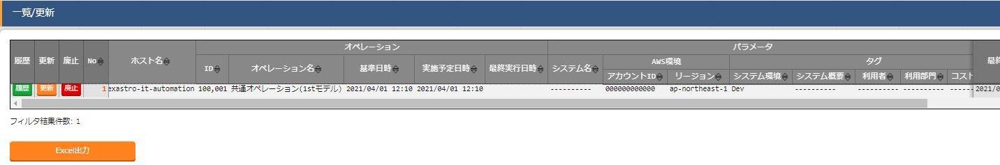 一覧/更新
オペレーション パラメータ
履歴 更新 廃止 No ホスト名 AWS環境 タグ
ID オペレーション名 基準日時 実施予定日時 最終実行日時 システム名
アカウントID リージョン システム環境 システム概要 利用者 利用部門 コスト
履歴 更新 廃止 1 exastro-it-automation 100,001 共通オペレーション(1stモデル) 2021/04/01 12:10 2021/04/01 12:10 ---------- 000000000000 ap-northeast-1 Dev ---------- ---------- ---------- ------ 2021/0
フィルタ結果件数: 1
Excel出力